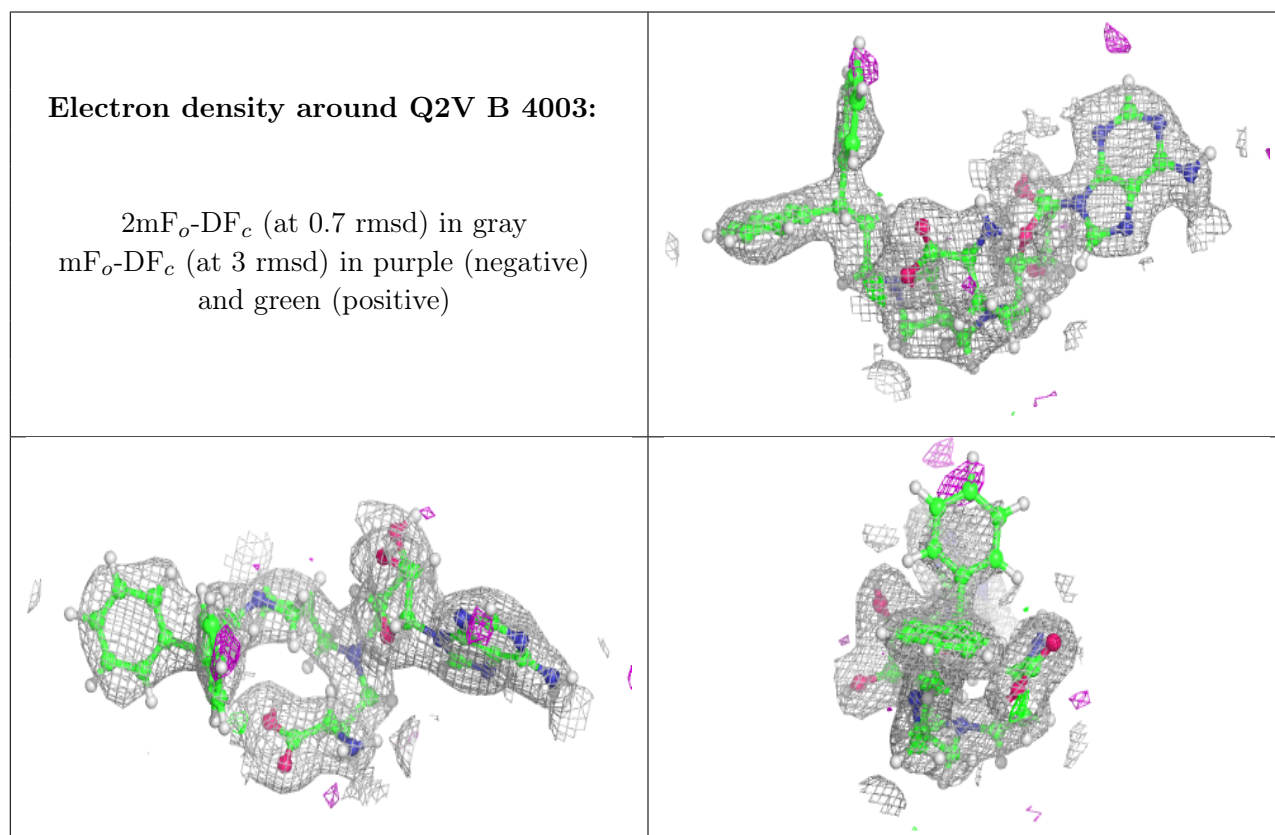 Electron density around Q2V B 4003:
2mFo-DFc (at 0.7 rmsd) in gray
mFo-DFc (at 3 rmsd) in purple (negative)
and green (positive)